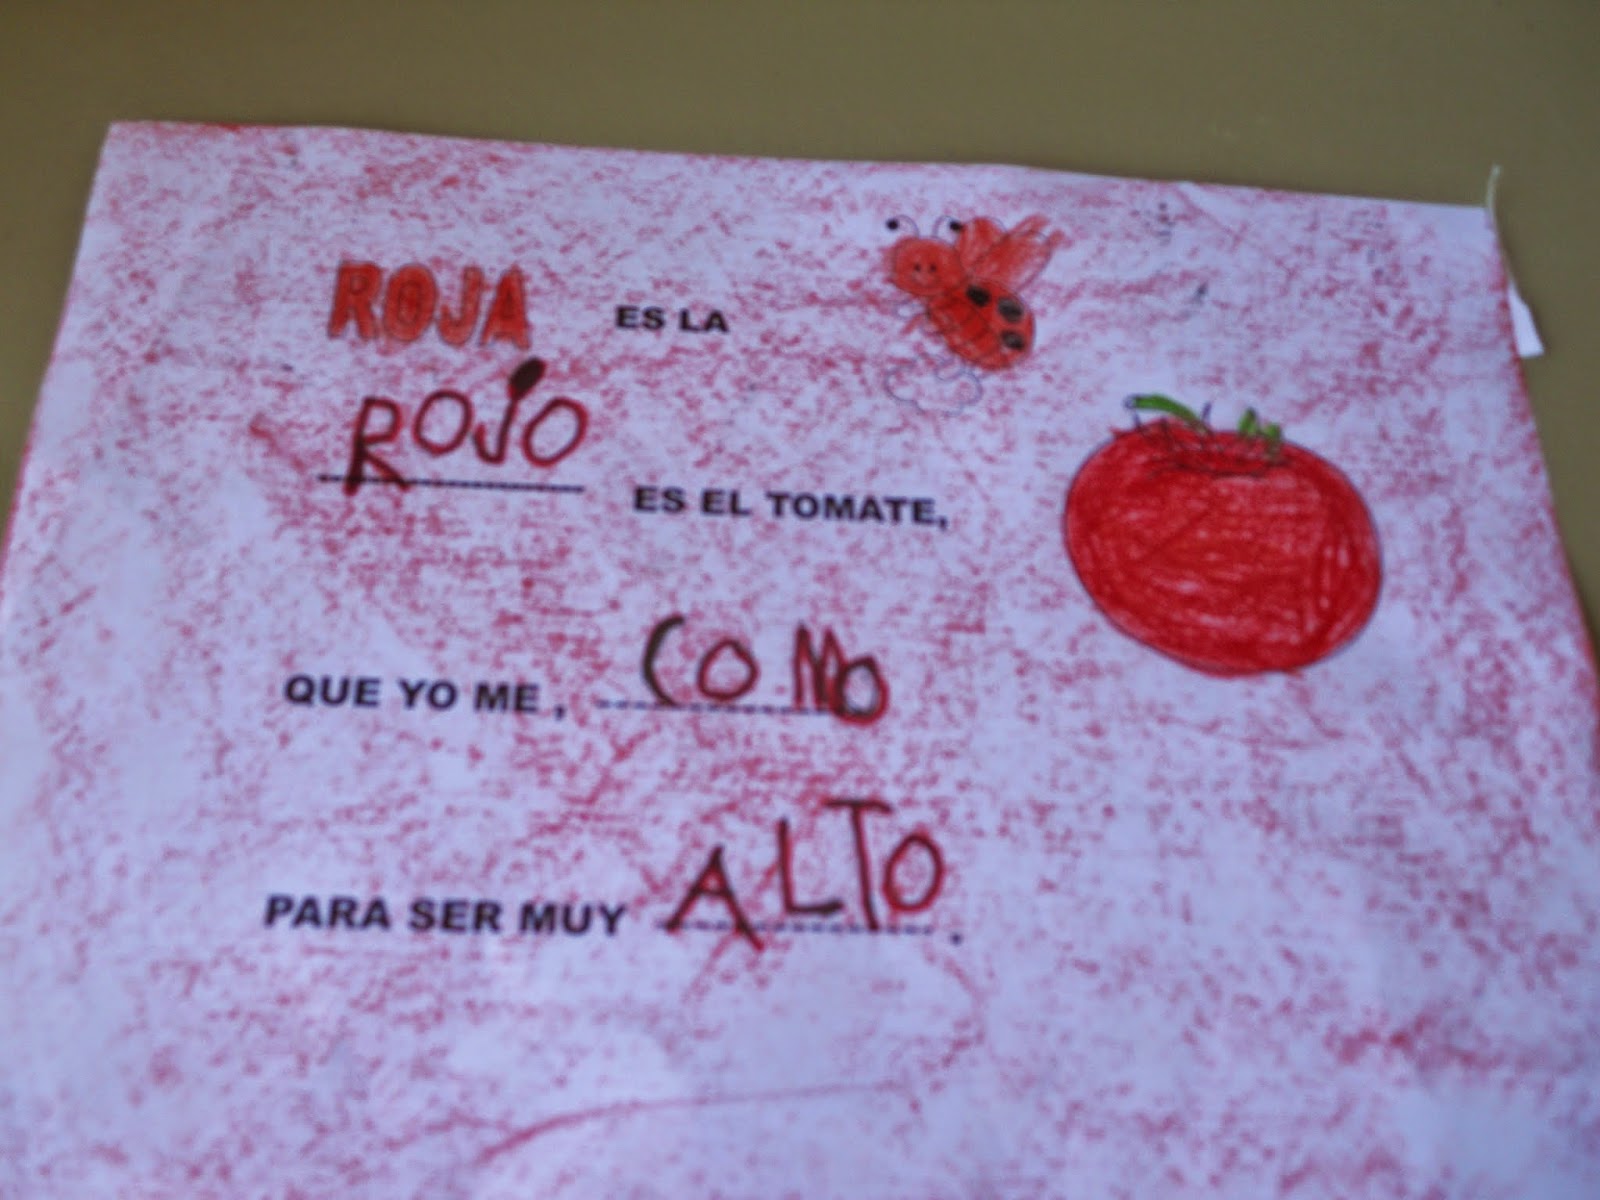 ROJA ES LA
ROJO ES EL TOMATE,
QUE YO ME, COMO
PARA SER MUY ALTO.